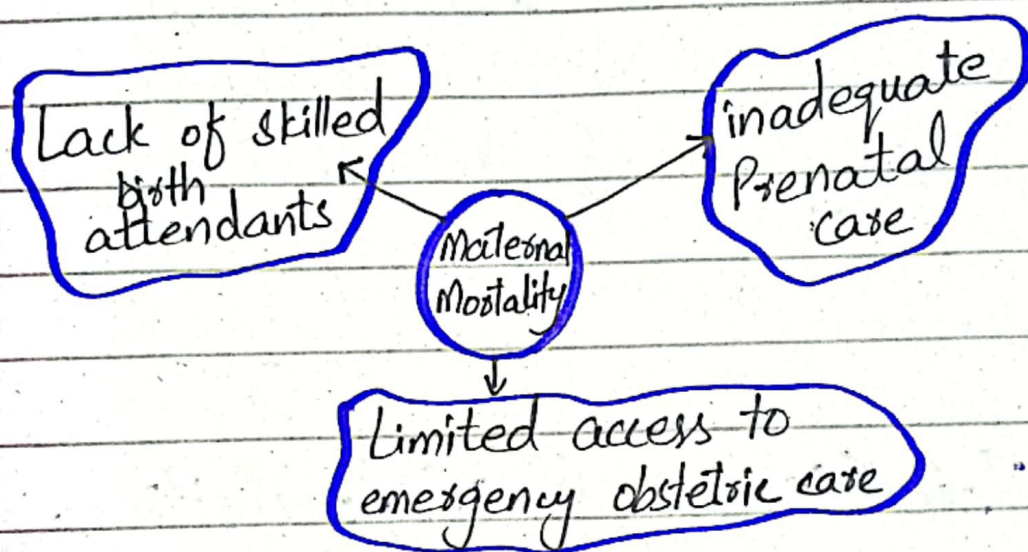 Lack of skilled
birth
attendants
inadequate
Prenatal
care
Maternal
Mortality
Limited access to
emergency obstetric care